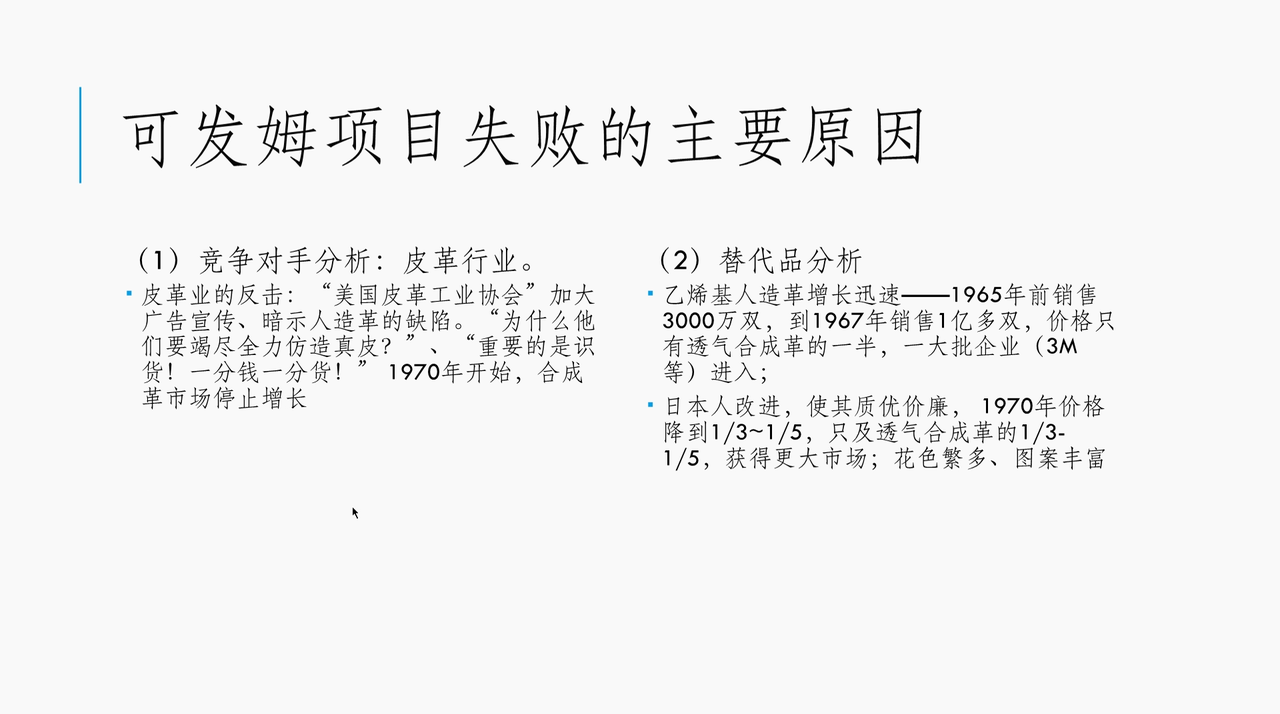 可发姆项目失败的主要原因
（1）竞争对手分析：皮革行业。
皮革业的反击：“美国皮革工业协会”加大
广告宣传、暗示人造革的缺陷。“为什么他
们要竭尽全力仿造真皮？”、“重要的是识
货！一分钱一分货！” 1970年开始，合成
革市场停止增长
（2）替代品分析
乙烯基人造革增长迅速——1965年前销售
3000万双，到1967年销售1亿多双，价格只
有透气合成革的一半，一大批企业（3M
等）进入；
日本人改进，使其质优价廉， 1970年价格
降到1/3~1/5，只及透气合成革的1/3-
1/5，获得更大市场；花色繁多、图案丰富